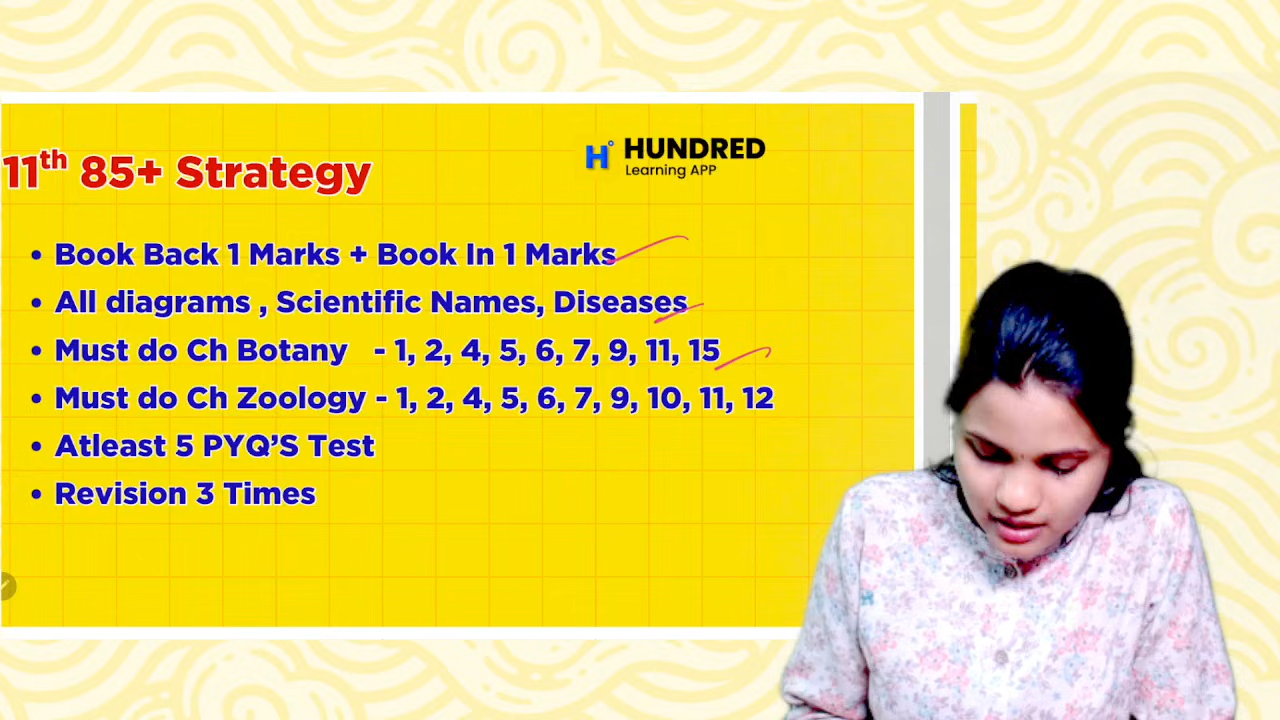 HUNDRED
Learning APP
11th 85+ Strategy
• Book Back 1 Marks + Book In 1 Marks
• All diagrams , Scientific Names, Diseases
• Must do Ch Botany - 1, 2, 4, 5, 6, 7, 9, 11, 15
• Must do Ch Zoology - 1, 2, 4, 5, 6, 7, 9, 10, 11, 12
• Atleast 5 PYQ’S Test
• Revision 3 Times